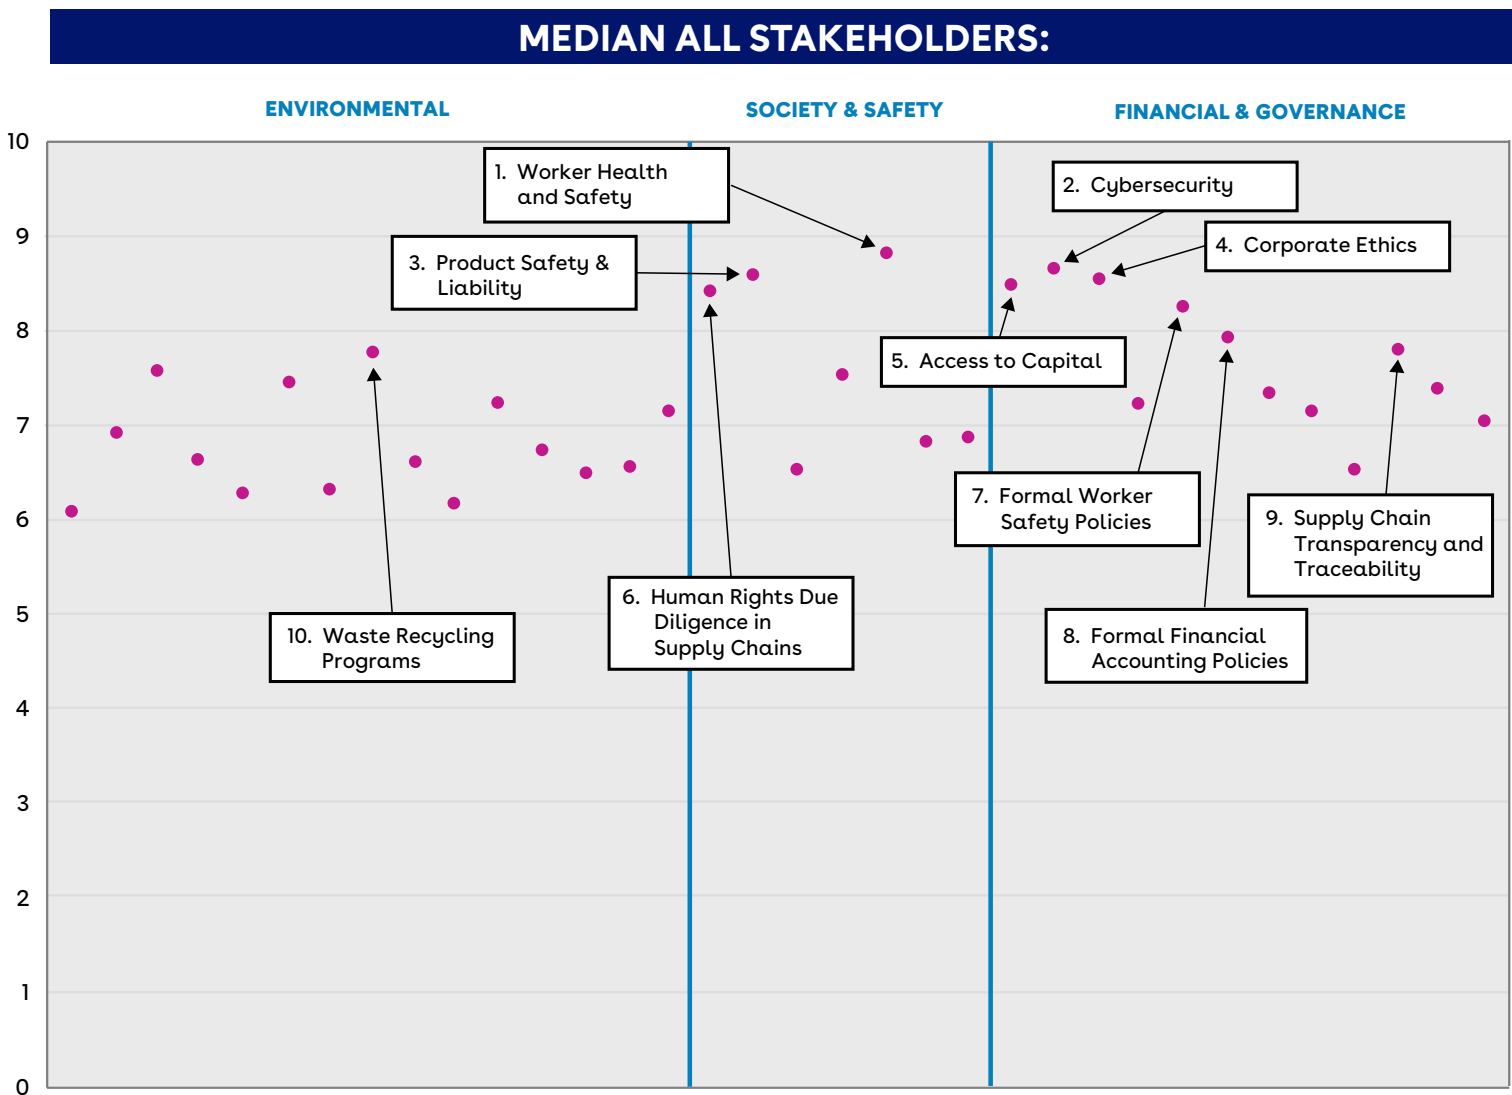 MEDIAN ALL STAKEHOLDERS:
ENVIRONMENTAL
SOCIETY & SAFETY
FINANCIAL & GOVERNANCE
10
9
8
7
6
5
4
3
2
1
0
1. Worker Health
and Safety
2. Cybersecurity
3. Product Safety &
Liability
4. Corporate Ethics
5. Access to Capital
6. Human Rights Due
Diligence in
Supply Chains
7. Formal Worker
Safety Policies
8. Formal Financial
Accounting Policies
9. Supply Chain
Transparency and
Traceability
10. Waste Recycling
Programs